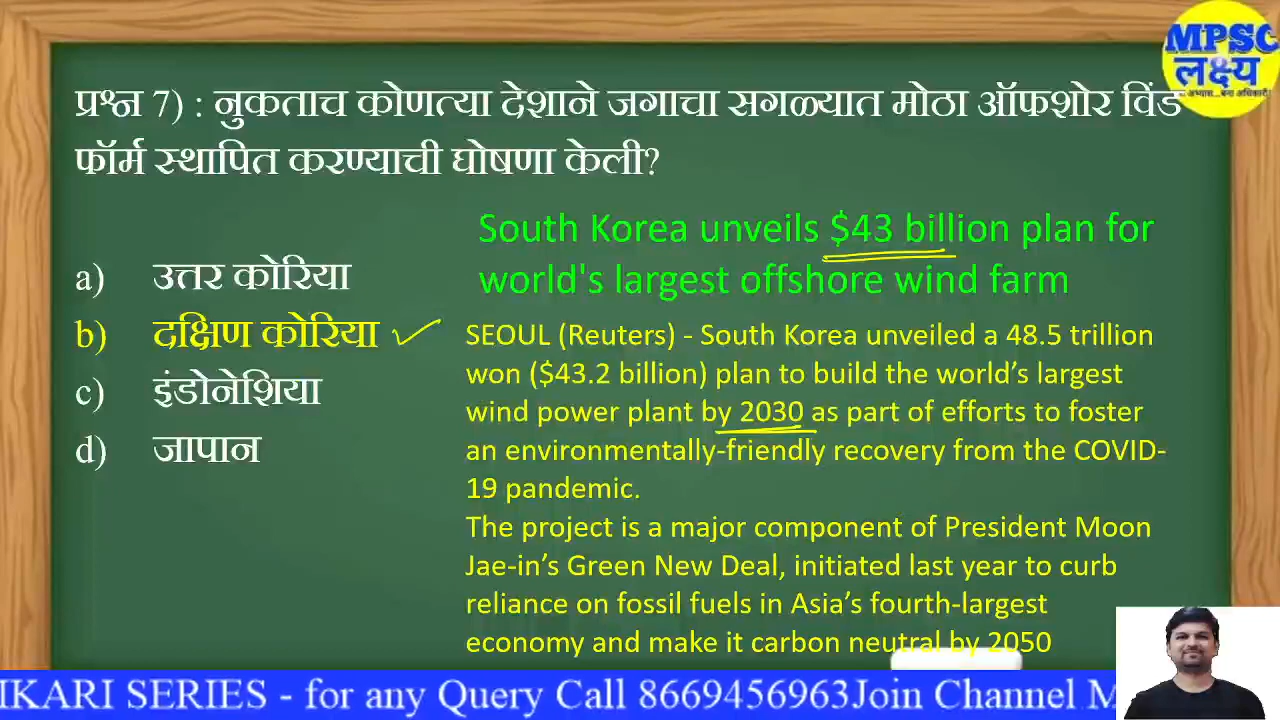 MPSC
लक्ष्य
प्रश्न 7) : नुकताच कोणत्या देशाने जगाचा सगळ्यात मोठा ऑफशोर विंड
फॉर्म स्थापित करण्याची घोषणा केली?
a) उत्तर कोरिया
b) दक्षिण कोरिया
c) इंडोनेशिया
d) जापान
South Korea unveils $43 billion plan for
world's largest offshore wind farm
SEOUL (Reuters) - South Korea unveiled a 48.5 trillion
won ($43.2 billion) plan to build the world’s largest
wind power plant by 2030 as part of efforts to foster
an environmentally-friendly recovery from the COVID-
19 pandemic.
The project is a major component of President Moon
Jae-in’s Green New Deal, initiated last year to curb
reliance on fossil fuels in Asia’s fourth-largest
economy and make it carbon neutral by 2050
IKARI SERIES - for any Query Call 8669456963Join Channel M